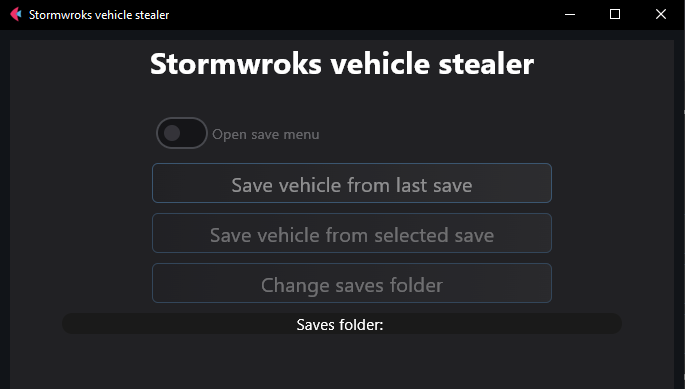 Stormwroks vehicle stealer
Stormwroks vehicle stealer
Open save menu
Save vehicle from last save
Save vehicle from selected save
Change saves folder
Saves folder: